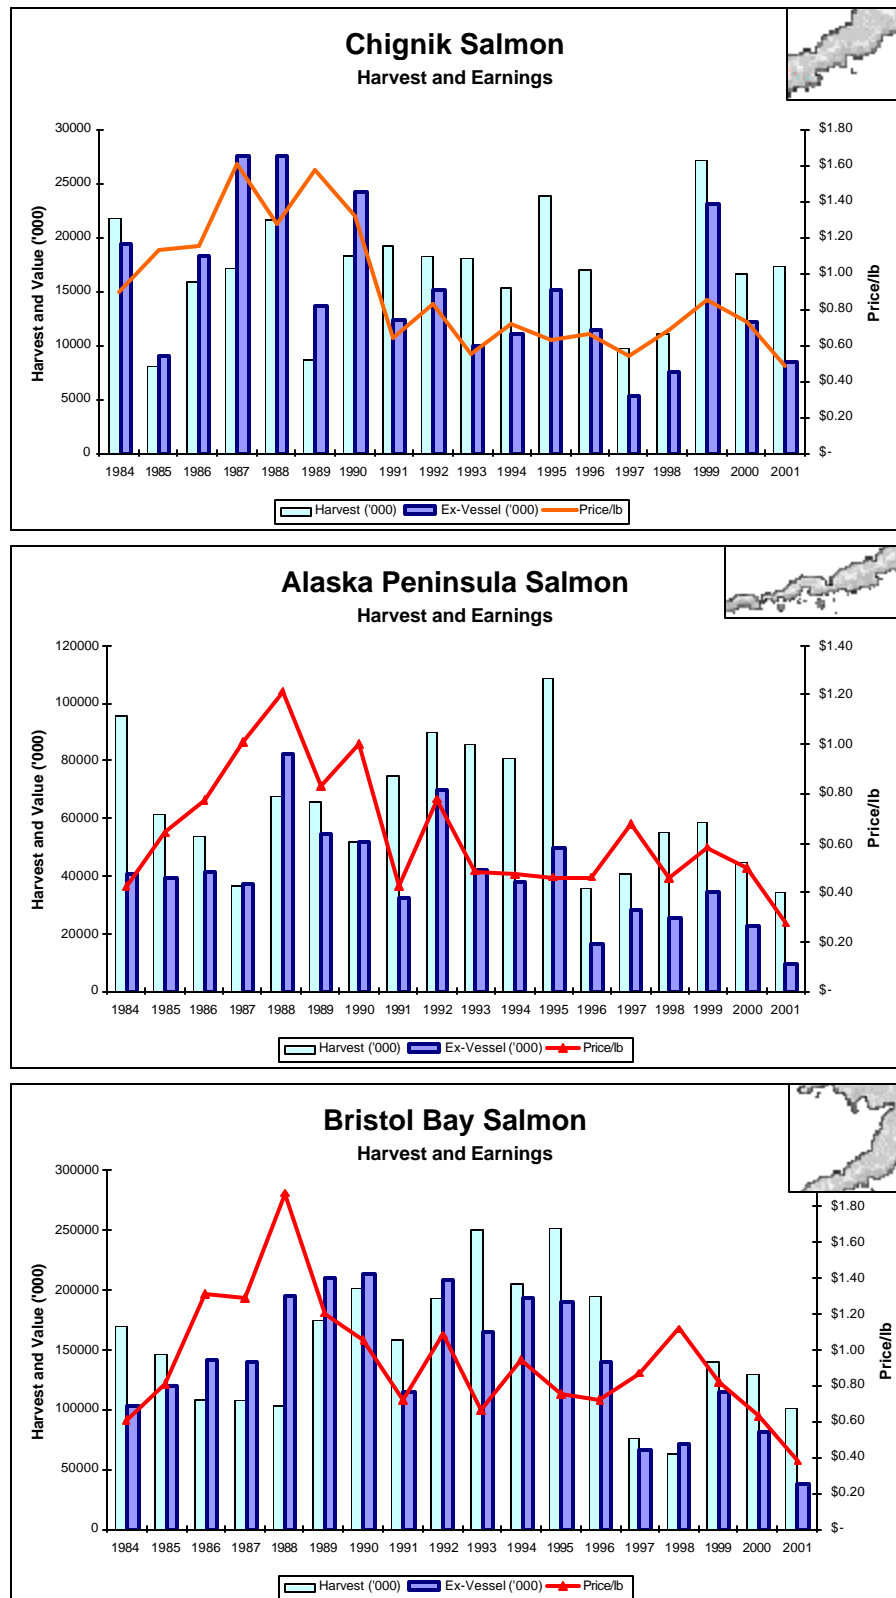 Chignik Salmon
Harvest and Earnings
Harvest and Value ('000)
30000
25000
20000
15000
10000
5000
0
$1.80
$1.60
$1.40
$1.20
$1.00
$0.80
$0.60
$0.40
$0.20
$-
Price/lb
1984 1985 1986 1987 1988 1989 1990 1991 1992 1993 1994 1995 1996 1997 1998 1999 2000 2001
Harvest ('000) Ex-Vessel ('000) Price/lb
Alaska Peninsula Salmon
Harvest and Earnings
Harvest and Value ('000)
120000
100000
80000
60000
40000
20000
0
$1.40
$1.20
$1.00
$0.80
$0.60
$0.40
$0.20
$-
Price/lb
1984 1985 1986 1987 1988 1989 1990 1991 1992 1993 1994 1995 1996 1997 1998 1999 2000 2001
Harvest ('000) Ex-Vessel ('000) Price/lb
Bristol Bay Salmon
Harvest and Earnings
Harvest and Value ('000)
300000
250000
200000
150000
100000
50000
0
$1.80
$1.60
$1.40
$1.20
$1.00
$0.80
$0.60
$0.40
$0.20
$-
Price/lb
1984 1985 1986 1987 1988 1989 1990 1991 1992 1993 1994 1995 1996 1997 1998 1999 2000 2001
Harvest ('000) Ex-Vessel ('000) Price/lb